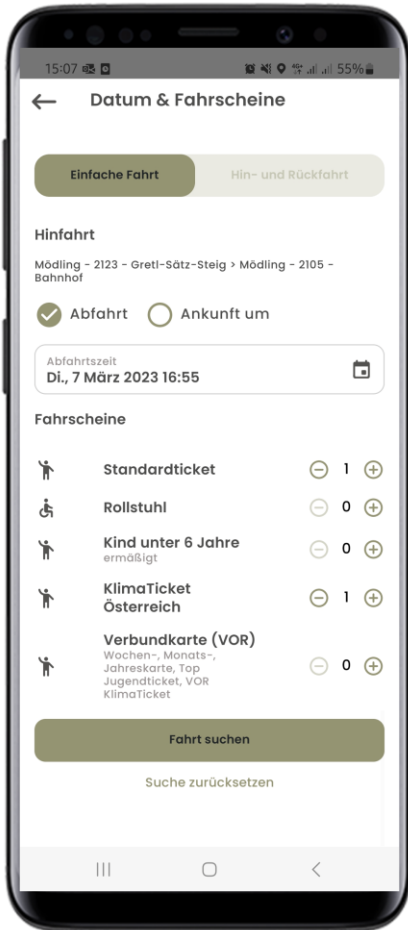 15:07 55%
Datum & Fahrscheine
Einfache Fahrt Hin- und Rückfahrt
Hinfahrt
Mödling - 2123 - Gretl-Sätz-Steig > Mödling - 2105 -
Bahnhof
Abfahrt Ankunft um
Abfahrtszeit
Di., 7 März 2023 16:55
Fahrscheine
Standardticket 1
Rollstuhl 0
Kind unter 6 Jahre 0
ermäßigt
KlimaTicket
Österreich 1
Verbundkarte (VOR)
Wochen-, Monats-,
Jahreskarte, Top 0
Jugendticket, VOR
KlimaTicket
Fahrt suchen
Suche zurücksetzen